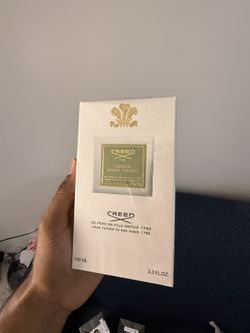 CREED
GREEN
IRISH TWEED
CREED
DE PÈRE EN FILS DEPUIS 1760
FROM FATHER TO SON SINCE 1760
100 ML
3.3 FL.OZ.